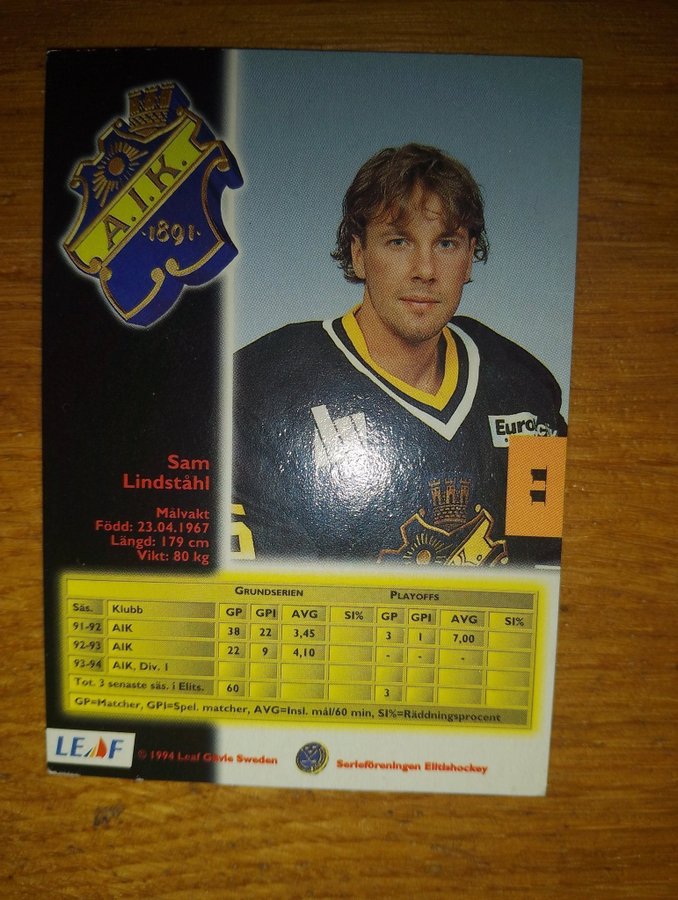 A.I.K.
·1891·
Euro
11
Sam
Lindståhl
Målvakt
Född: 23.04.1967
Längd: 179 cm
Vikt: 80 kg
GRUNDSERIEN PLAYOFFS
Säs. Klubb GP GPI AVG SI% GP GPI AVG SI%
91-92 AIK 38 22 3,45 3 1 7,00
92-93 AIK 22 9 4,10 - - -
93-94 AIK, Div. 1
Tot. 3 senaste säs. i Elits. 60 3
GP=Matcher, GPI=Spel. matcher, AVG=Insl. mål/60 min, SI%=Räddningsprocent
LEAF
© 1994 Leaf Gävle Sweden Serieföreningen Elitishockey